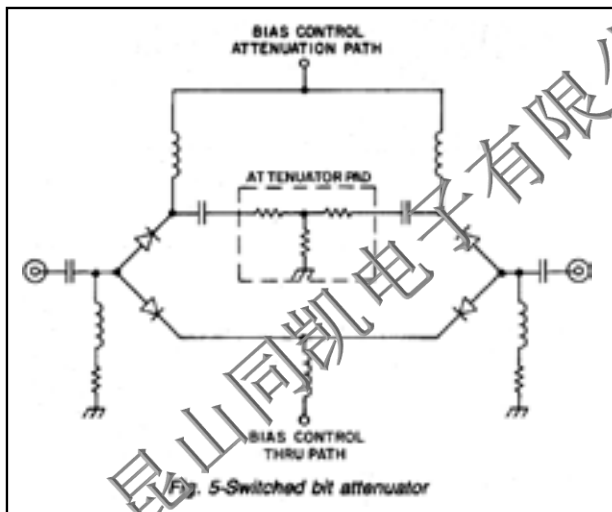 BIAS CONTROL
ATTENUATION PATH
ATTENUATOR PAD
BIAS CONTROL
THRU PATH
Fig. 5-Switched bit attenuator
昆山同凯电子有限公